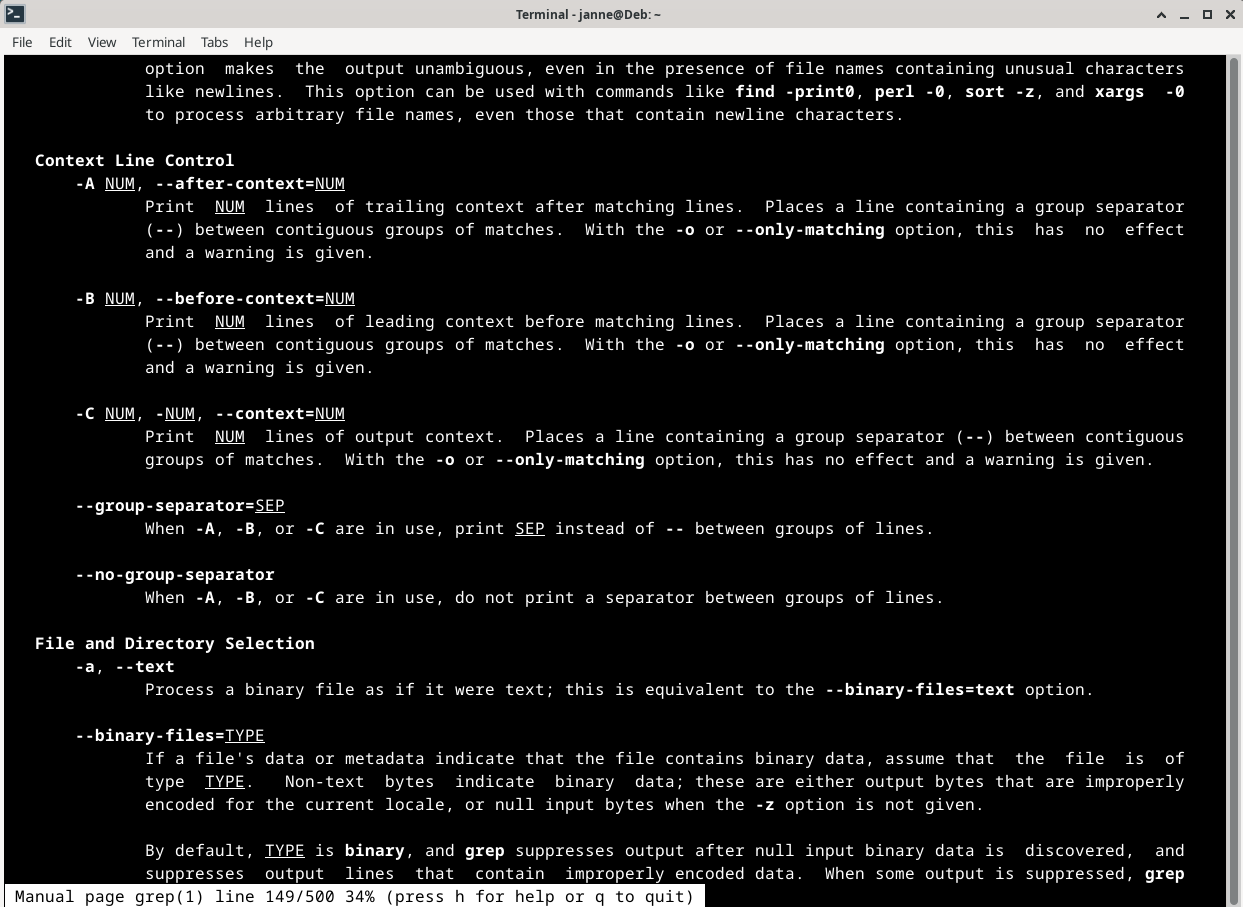 Terminal - janne@Deb: ~
File Edit View Terminal Tabs Help
option  makes  the  output unambiguous, even in the presence of file names containing unusual characters
like newlines.  This option can be used with commands like find -print0, perl -0, sort -z, and xargs  -0
to process arbitrary file names, even those that contain newline characters.
Context Line Control
-A NUM, --after-context=NUM
Print  NUM  lines  of trailing context after matching lines.  Places a line containing a group separator
(--) between contiguous groups of matches.  With the -o or --only-matching option, this  has  no  effect
and a warning is given.
-B NUM, --before-context=NUM
Print  NUM  lines  of leading context before matching lines.  Places a line containing a group separator
(--) between contiguous groups of matches.  With the -o or --only-matching option, this  has  no  effect
and a warning is given.
-C NUM, -NUM, --context=NUM
Print  NUM  lines of output context.  Places a line containing a group separator (--) between contiguous
groups of matches.  With the -o or --only-matching option, this has no effect and a warning is given.
--group-separator=SEP
When -A, -B, or -C are in use, print SEP instead of -- between groups of lines.
--no-group-separator
When -A, -B, or -C are in use, do not print a separator between groups of lines.
File and Directory Selection
-a, --text
Process a binary file as if it were text; this is equivalent to the --binary-files=text option.
--binary-files=TYPE
If a file's data or metadata indicate that the file contains binary data, assume that  the  file  is  of
type  TYPE.   Non-text  bytes  indicate  binary  data; these are either output bytes that are improperly
encoded for the current locale, or null input bytes when the -z option is not given.
By default, TYPE is binary, and grep suppresses output after null input binary data is  discovered,  and
suppresses  output  lines  that  contain  improperly encoded data.  When some output is suppressed, grep
Manual page grep(1) line 149/500 34% (press h for help or q to quit)